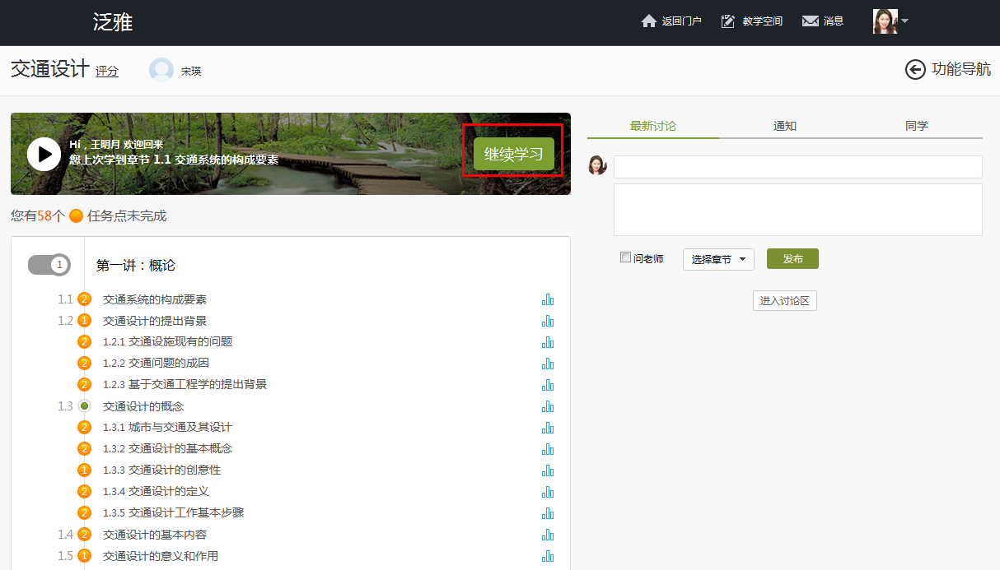 泛雅
返回门户
教学空间
消息
交通设计 评分
宋瑛
功能导航
Hi，王明月 欢迎回来
您上次学到章节 1.1 交通系统的构成要素
继续学习
您有58个 任务点未完成
1
第一讲：概论
1.1 2 交通系统的构成要素
1.2 1 交通设计的提出背景
2 1.2.1 交通设施现有的问题
2 1.2.2 交通问题的成因
2 1.2.3 基于交通工程学的提出背景
1.3 交通设计的概念
2 1.3.1 城市与交通及其设计
2 1.3.2 交通设计的基本概念
1 1.3.3 交通设计的创意性
2 1.3.4 交通设计的定义
2 1.3.5 交通设计工作基本步骤
1.4 2 交通设计的基本内容
1.5 1 交通设计的意义和作用
最新讨论
通知
同学
问老师
选择章节
发布
进入讨论区